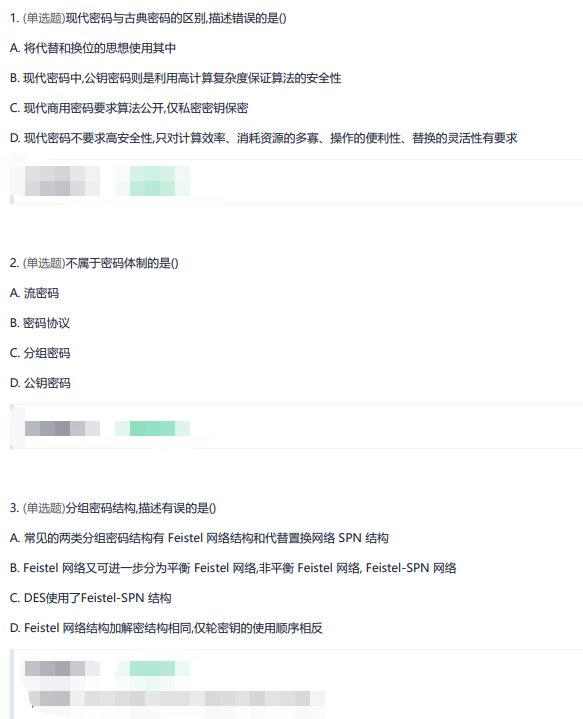 1. (单选题)现代密码与古典密码的区别,描述错误的是()
A. 将代替和换位的思想使用其中
B. 现代密码中,公钥密码则是利用高计算复杂度保证算法的安全性
C. 现代商用密码要求算法公开,仅私密密钥保密
D. 现代密码不要求高安全性,只对计算效率、消耗资源的多寡、操作的便利性、替换的灵活性有要求
2. (单选题)不属于密码体制的是()
A. 流密码
B. 密码协议
C. 分组密码
D. 公钥密码
3. (单选题)分组密码结构,描述有误的是()
A. 常见的两类分组密码结构有 Feistel 网络结构和代替置换网络 SPN 结构
B. Feistel 网络又可进一步分为平衡 Feistel 网络,非平衡 Feistel 网络, Feistel-SPN 网络
C. DES使用了Feistel-SPN 结构
D. Feistel 网络结构加解密结构相同,仅轮密钥的使用顺序相反